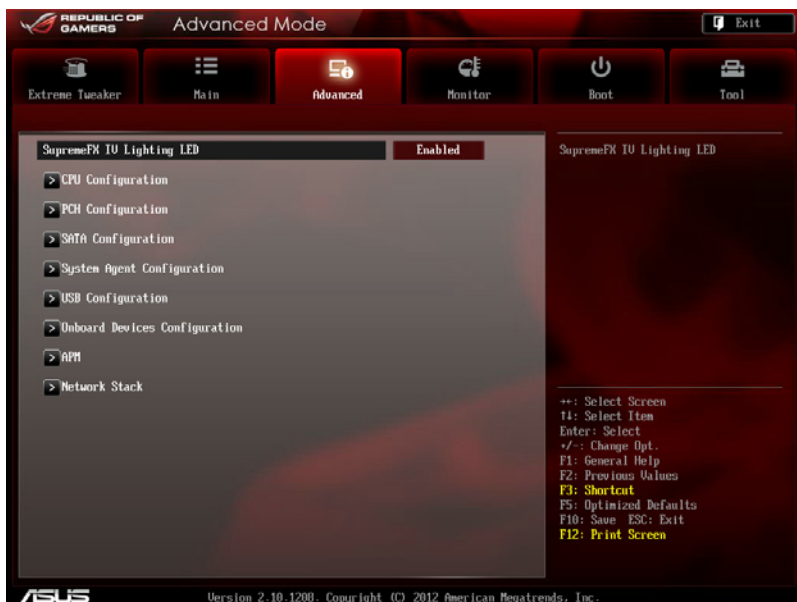 REPUBLIC OF GAMERS
Advanced Mode
Exit
Extreme Tweaker
Main
Advanced
Monitor
Boot
Tool
SupremeFX IV Lighting LED
Enabled
SupremeFX IV Lighting LED
> CPU Configuration
> PCH Configuration
> SATA Configuration
> System Agent Configuration
> USB Configuration
> Onboard Devices Configuration
> APM
> Network Stack
→←: Select Screen
↑↓: Select Item
Enter: Select
+/-: Change Opt.
F1: General Help
F2: Previous Values
F3: Shortcut
F5: Optimized Defaults
F10: Save ESC: Exit
F12: Print Screen
ASUS
Version 2.10.1208. Copyright (C) 2012 American Megatrends, Inc.